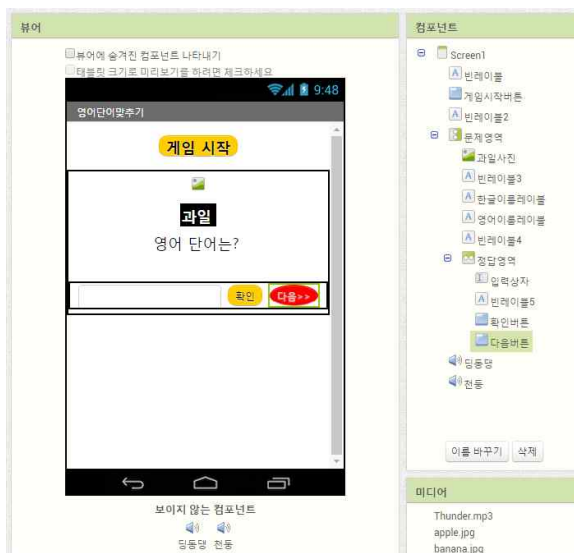 뷰어
뷰어에 숨겨진 컴포넌트 나타내기
태블릿 크기로 미리보기를 하려면 체크하세요
9:48
영어단어맞추기
게임 시작
과일
영어 단어는?
확인
다음>>
보이지 않는 컴포넌트
딩동댕 천둥
컴포넌트
Screen1
빈레이블
게임시작버튼
빈레이블2
문제영역
과일사진
빈레이블3
한글이름레이블
영어이름레이블
빈레이블4
정답영역
입력상자
빈레이블5
확인버튼
다음버튼
딩동댕
천둥
이름 바꾸기 삭제
미디어
Thunder.mp3
apple.jpg
banana.jpg